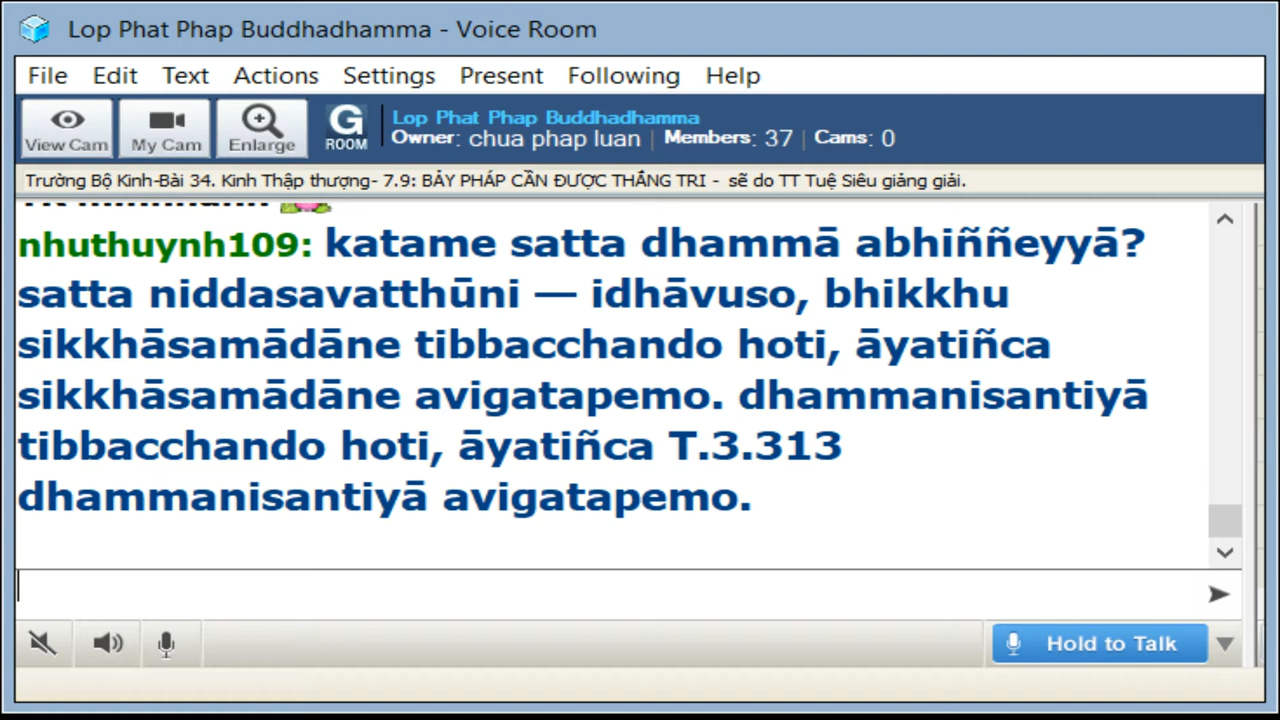 Lop Phat Phap Buddhadhamma - Voice Room
File Edit Text Actions Settings Present Following Help
View Cam My Cam Enlarge G ROOM
Lop Phat Phap Buddhadhamma
Owner: chua phap luan | Members: 37 | Cams: 0
Trường Bộ Kinh-Bài 34. Kinh Thập thượng- 7.9: BẢY PHÁP CẦN ĐƯỢC THẮNG TRI - sẽ do TT Tuệ Siêu giảng giải.
nhuthuynh109: katame satta dhammā abhiññeyyā?
satta niddasavatthūni — idhāvuso, bhikkhu
sikkhāsamādāne tibbacchando hoti, āyatiñca
sikkhāsamādāne avigatapemo. dhammanisantiyā
tibbacchando hoti, āyatiñca T.3.313
dhammanisantiyā avigatapemo.
Hold to Talk